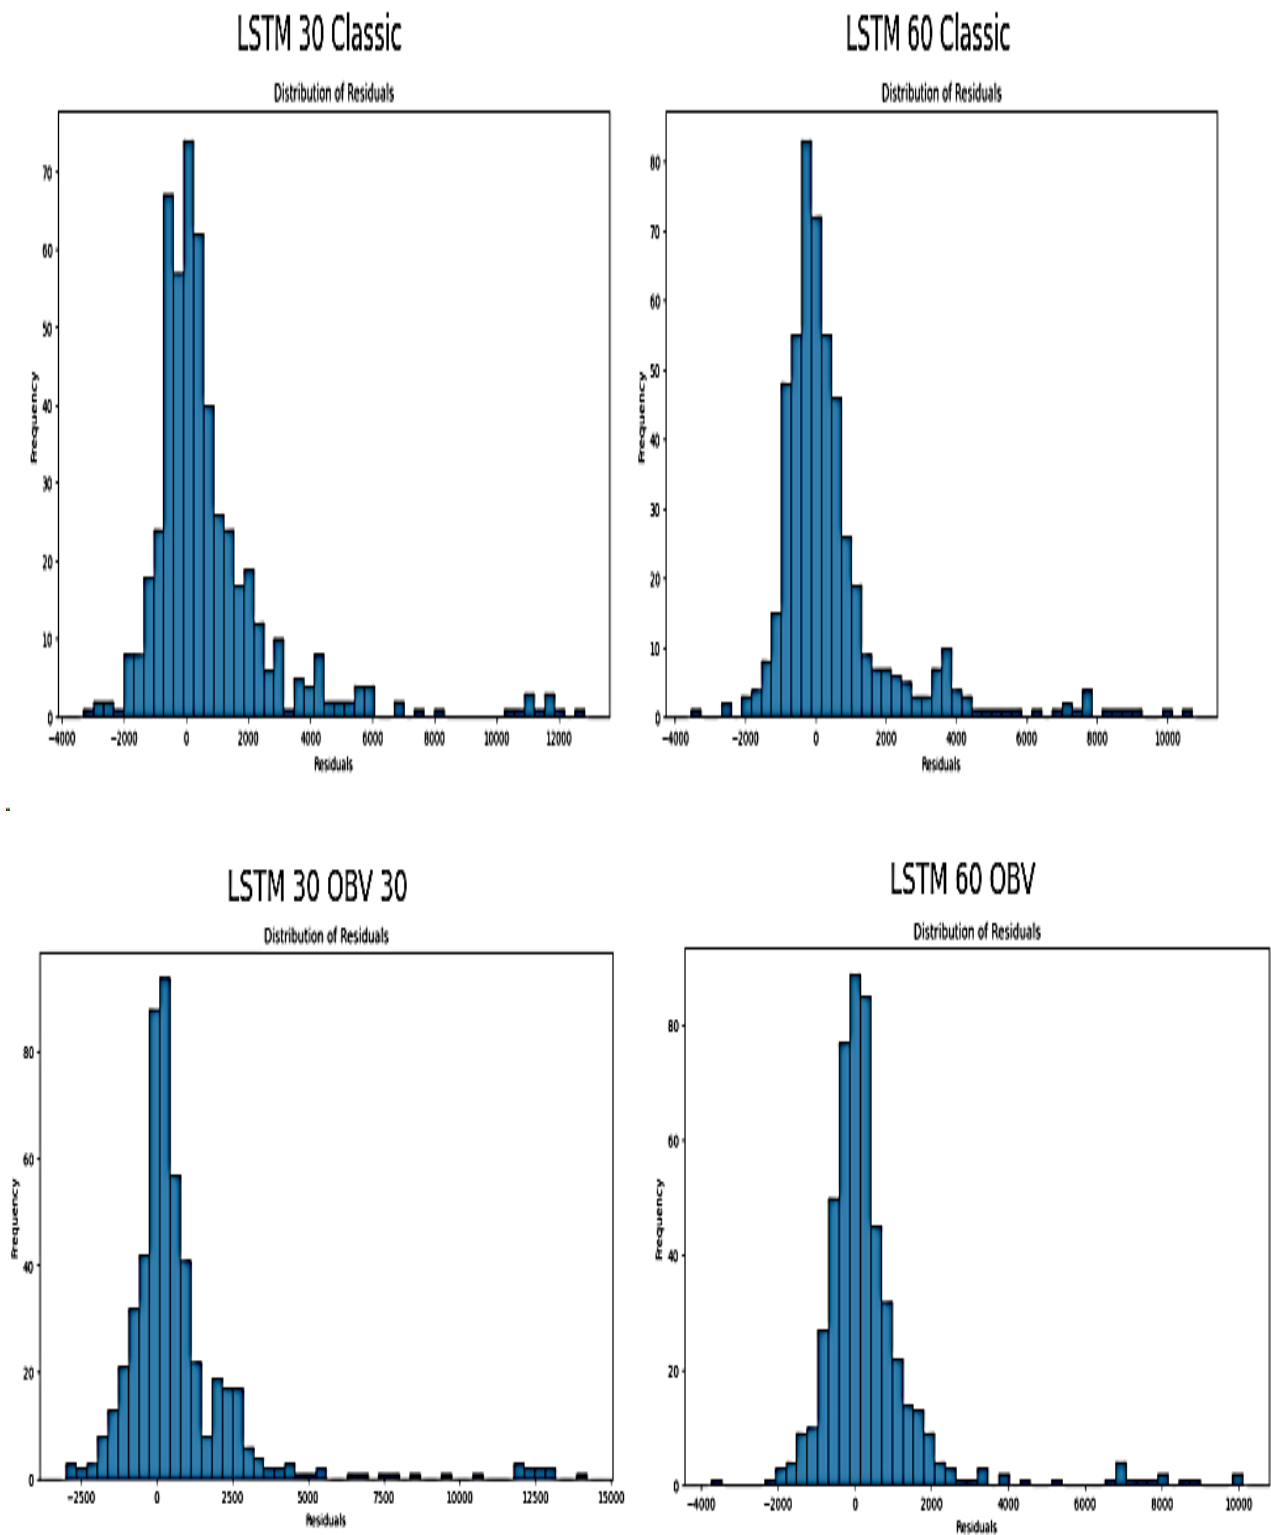 LSTM 30 Classic
Distribution of Residuals
Frequency
70
60
50
40
30
20
10
0
−4000 −2000 0 2000 4000 6000 8000 10000 12000
Residuals
LSTM 60 Classic
Distribution of Residuals
Frequency
80
70
60
50
40
30
20
10
0
−4000 −2000 0 2000 4000 6000 8000 10000
Residuals
LSTM 30 OBV 30
Distribution of Residuals
Frequency
80
60
40
20
0
−2500 0 2500 5000 7500 10000 12500 15000
Residuals
LSTM 60 OBV
Distribution of Residuals
Frequency
80
60
40
20
0
−4000 −2000 0 2000 4000 6000 8000 10000
Residuals